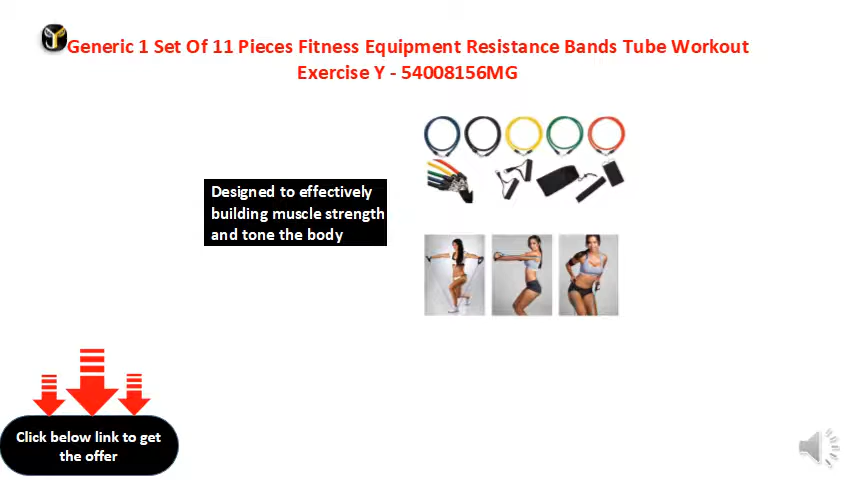 Generic 1 Set Of 11 Pieces Fitness Equipment Resistance Bands Tube Workout
Exercise Y - 54008156MG
Designed to effectively
building muscle strength
and tone the body
Click below link to get
the offer